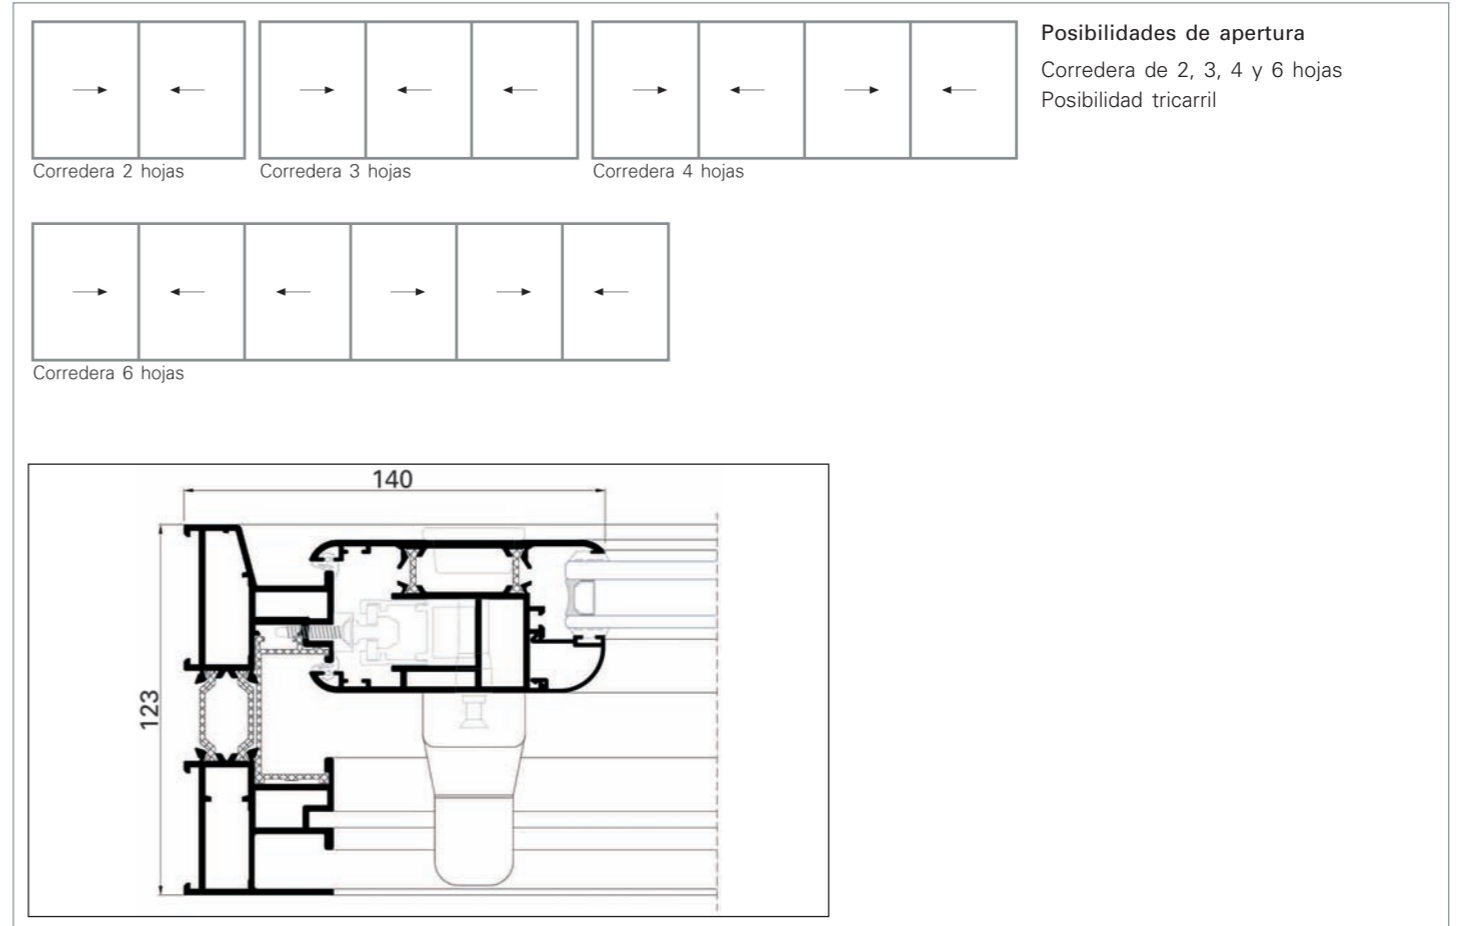 Posibilidades de apertura
Corredera de 2, 3, 4 y 6 hojas
Posibilidad tricarril
Corredera 2 hojas
Corredera 3 hojas
Corredera 4 hojas
Corredera 6 hojas
140
123